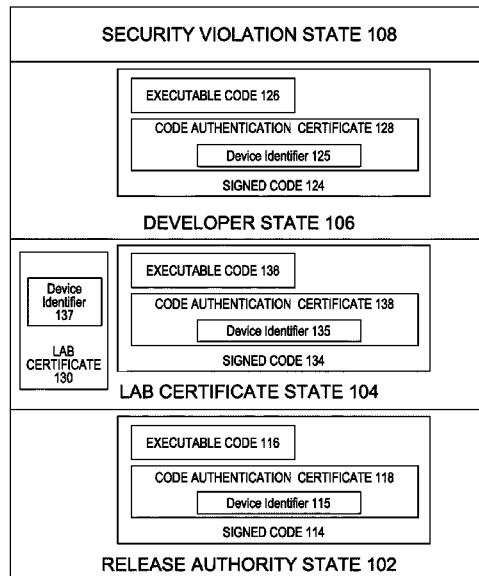 SECURITY VIOLATION STATE 108
EXECUTABLE CODE 126
CODE AUTHENTICATION CERTIFICATE 128
Device Identifier 125
SIGNED CODE 124
DEVELOPER STATE 106
Device
Identifier
137
LAB
CERTIFICATE
130
EXECUTABLE CODE 136
CODE AUTHENTICATION CERTIFICATE 138
Device Identifier 135
SIGNED CODE 134
LAB CERTIFICATE STATE 104
EXECUTABLE CODE 116
CODE AUTHENTICATION CERTIFICATE 118
Device Identifier 115
SIGNED CODE 114
RELEASE AUTHORITY STATE 102